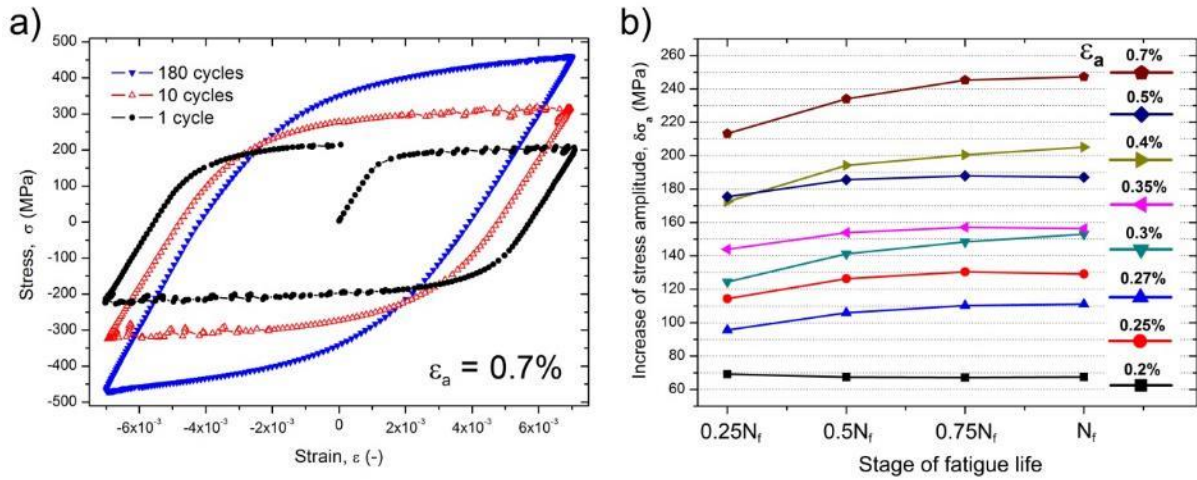 a)
500
400
300
200
100
0
-100
-200
-300
-400
-500
Stress, σ (MPa)
180 cycles
10 cycles
1 cycle
εa = 0.7%
-6x10-3
-4x10-3
-2x10-3
0
2x10-3
4x10-3
6x10-3
Strain, ε (-)
b)
260
240
220
200
180
160
140
120
100
80
60
Increase of stress amplitude, δσa (MPa)
εa
0.7%
0.5%
0.4%
0.35%
0.3%
0.27%
0.25%
0.2%
0.25Nf
0.5Nf
0.75Nf
Nf
Stage of fatigue life